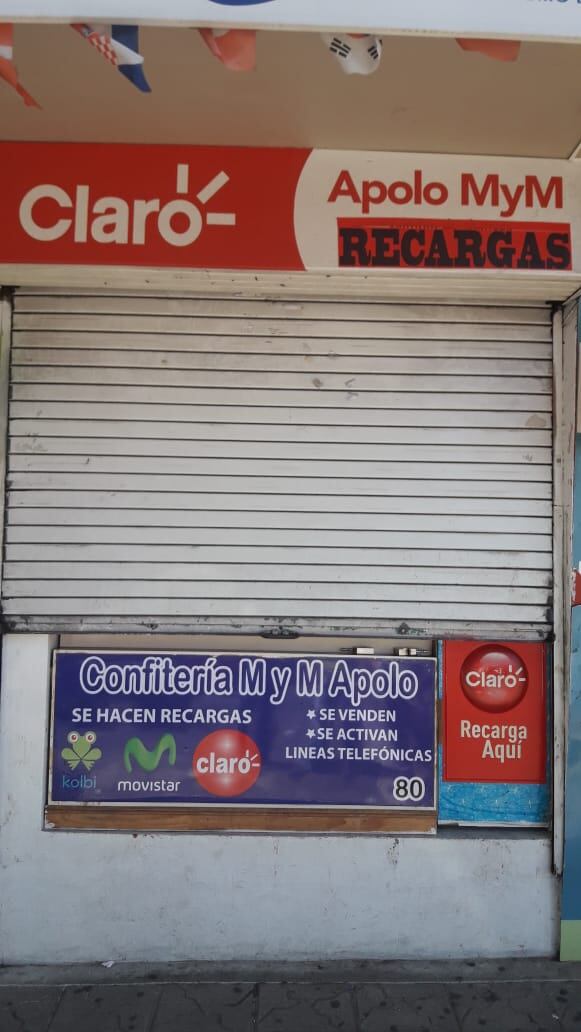 Claro
Apolo MyM
RECARGAS
Confitería M y M Apolo
SE HACEN RECARGAS
SE VENDEN
SE ACTIVAN
LINEAS TELEFÓNICAS
kolbi
movistar
claro
80
Claro
Recarga
Aquí